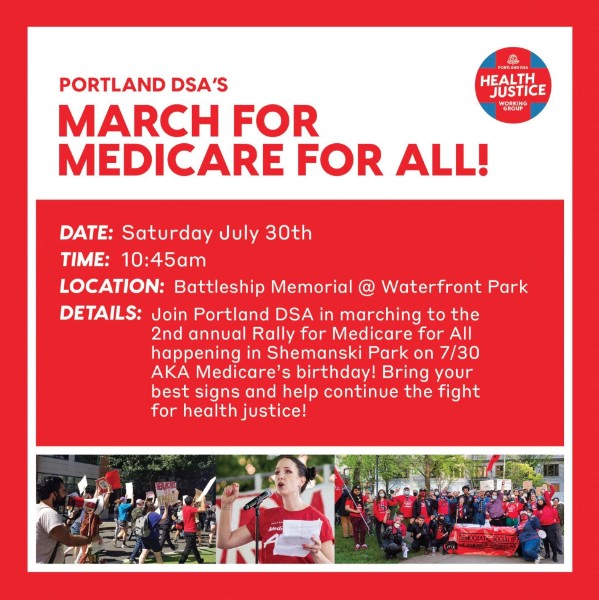 PORTLAND DSA'S
MARCH FOR
MEDICARE FOR ALL!
PORTLAND DSA
HEALTH
JUSTICE
WORKING
GROUP
DATE: Saturday July 30th
TIME: 10:45am
LOCATION: Battleship Memorial @ Waterfront Park
DETAILS: Join Portland DSA in marching to the
2nd annual Rally for Medicare for All
happening in Shemanski Park on 7/30
AKA Medicare's birthday! Bring your
best signs and help continue the fight
for health justice!